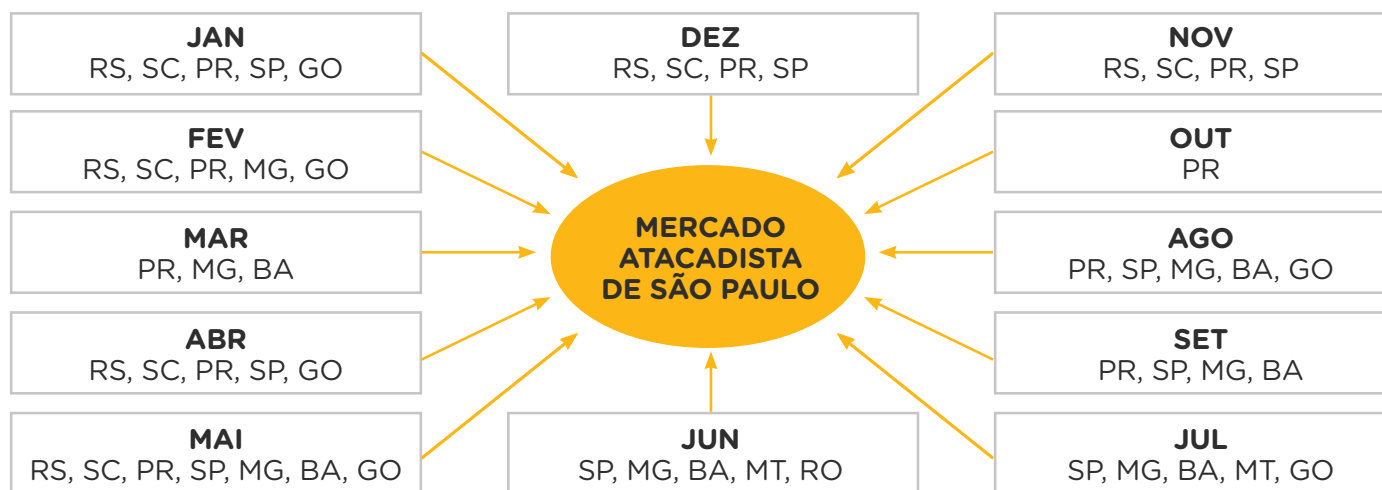 JAN
RS, SC, PR, SP, GO
DEZ
RS, SC, PR, SP
NOV
RS, SC, PR, SP
FEV
RS, SC, PR, MG, GO
OUT
PR
MAR
PR, MG, BA
MERCADO
ATACADISTA
DE SÃO PAULO
AGO
PR, SP, MG, BA, GO
ABR
RS, SC, PR, SP, GO
SET
PR, SP, MG, BA
MAI
RS, SC, PR, SP, MG, BA, GO
JUN
SP, MG, BA, MT, RO
JUL
SP, MG, BA, MT, GO